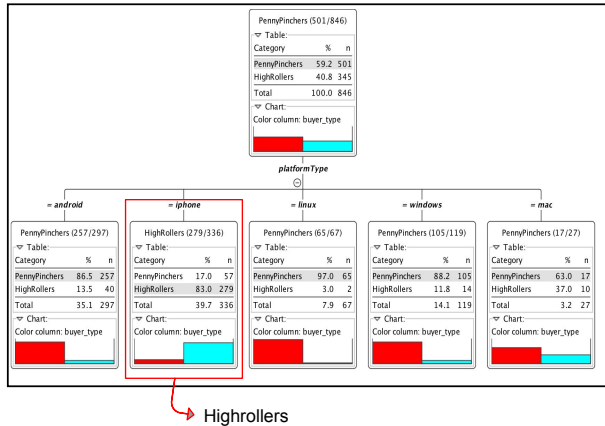 PennyPinchers (501/846)
Table:
Category % n
PennyPinchers 59.2 501
HighRollers 40.8 345
Total 100.0 846
Chart:
Color column: buyer_type
platformType
= android
= iphone
= linux
= windows
= mac
PennyPinchers (257/297)
Table:
Category % n
PennyPinchers 86.5 257
HighRollers 13.5 40
Total 35.1 297
Chart:
Color column: buyer_type
HighRollers (279/336)
Table:
Category % n
PennyPinchers 17.0 57
HighRollers 83.0 279
Total 39.7 336
Chart:
Color column: buyer_type
PennyPinchers (65/67)
Table:
Category % n
PennyPinchers 97.0 65
HighRollers 3.0 2
Total 7.9 67
Chart:
Color column: buyer_type
PennyPinchers (105/119)
Table:
Category % n
PennyPinchers 88.2 105
HighRollers 11.8 14
Total 14.1 119
Chart:
Color column: buyer_type
PennyPinchers (17/27)
Table:
Category % n
PennyPinchers 63.0 17
HighRollers 37.0 10
Total 3.2 27
Chart:
Color column: buyer_type
Highrollers